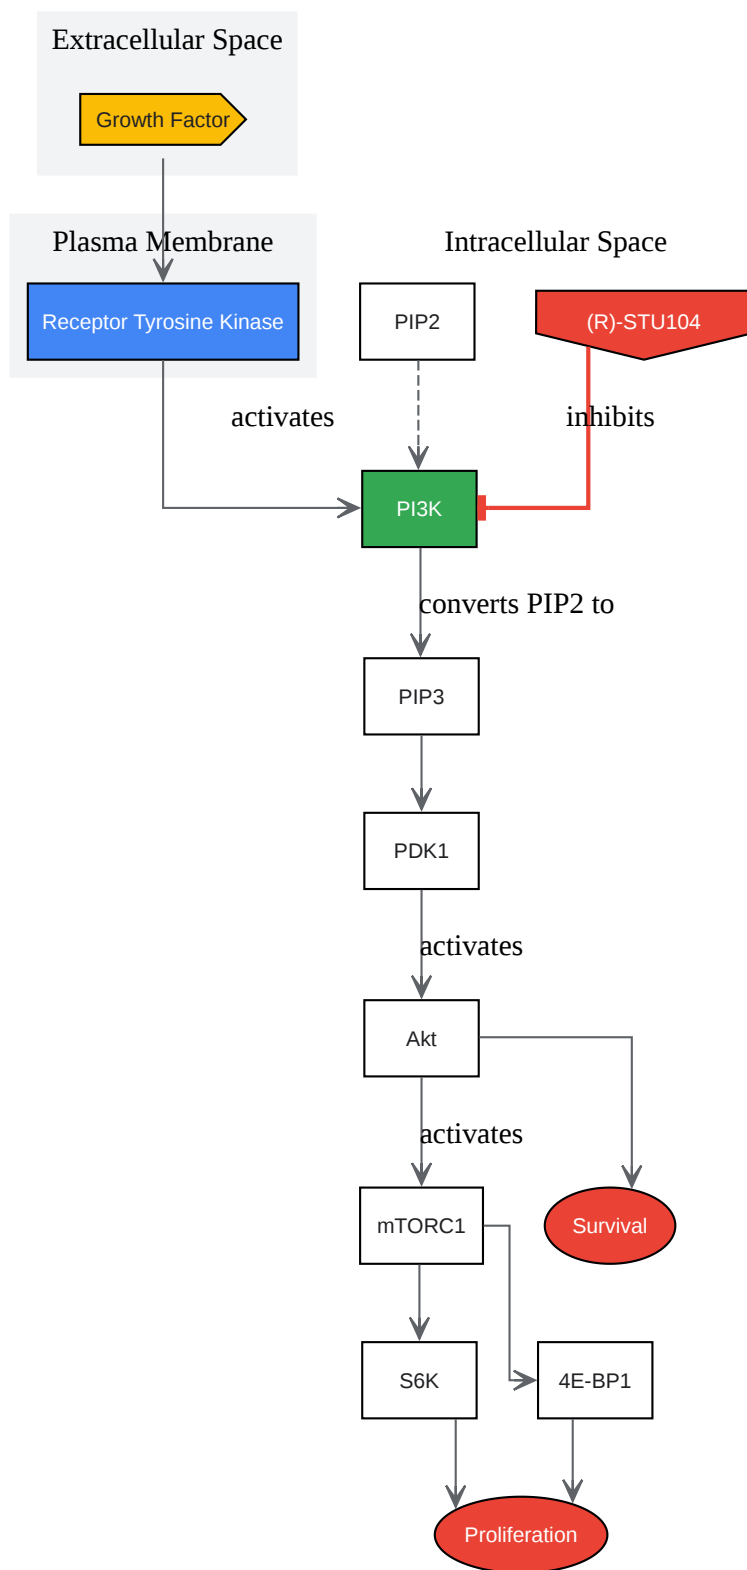 Extracellular Space
Growth Factor
Plasma Membrane
Intracellular Space
Receptor Tyrosine Kinase
PIP2
(R)-STU104
activates
inhibits
PI3K
converts PIP2 to
PIP3
PDK1
activates
Akt
activates
mTORC1
Survival
S6K
4E-BP1
Proliferation